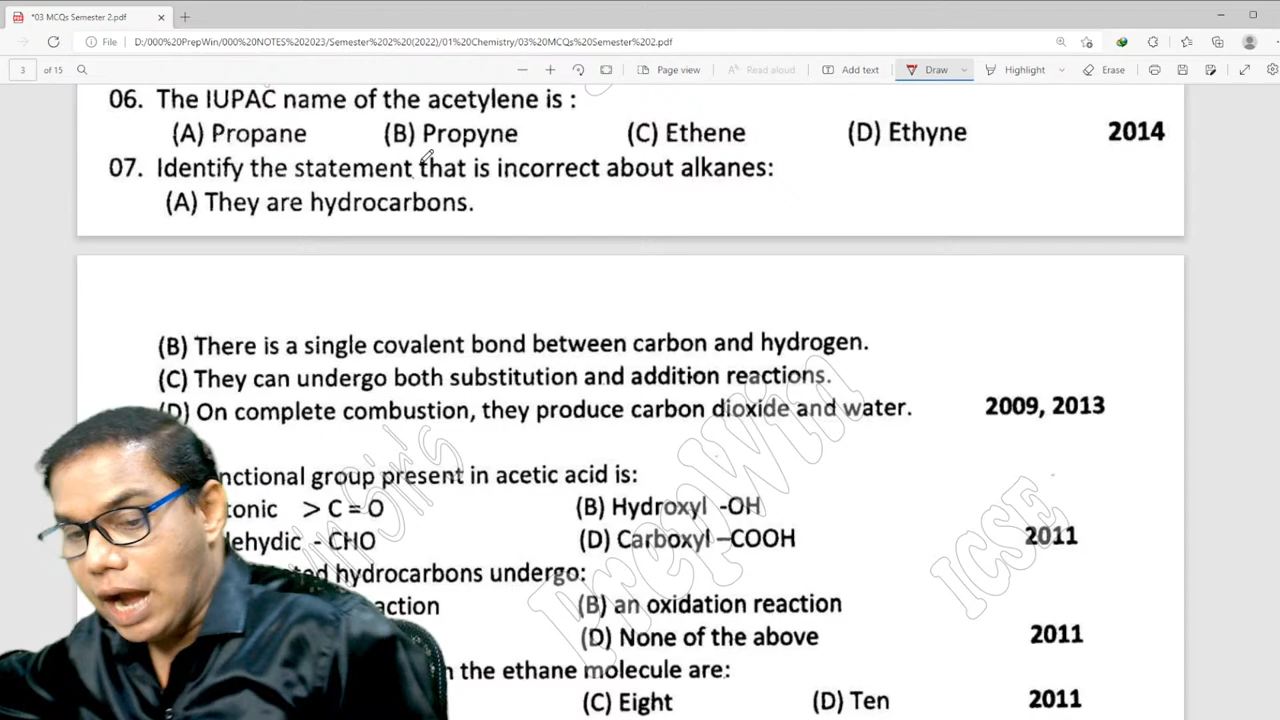 *03 MCQs Semester 2.pdf
File D:/000%20PrepWin/000%20NOTES%202023/Semester%202%20(2022)/01%20Chemistry/03%20MCQs%20Semester%202.pdf
3 of 15 Page view Read aloud Add text Draw Highlight Erase
06. The IUPAC name of the acetylene is :
(A) Propane (B) Propyne (C) Ethene (D) Ethyne 2014
07. Identify the statement that is incorrect about alkanes:
(A) They are hydrocarbons.
(B) There is a single covalent bond between carbon and hydrogen.
(C) They can undergo both substitution and addition reactions.
(D) On complete combustion, they produce carbon dioxide and water. 2009, 2013
nctional group present in acetic acid is:
tonic > C = O (B) Hydroxyl -OH
ehydic - CHO (D) Carboxyl –COOH 2011
ted hydrocarbons undergo:
action (B) an oxidation reaction
(D) None of the above 2011
n the ethane molecule are:
(C) Eight (D) Ten 2011
Sir's
PrepWin
ICSE